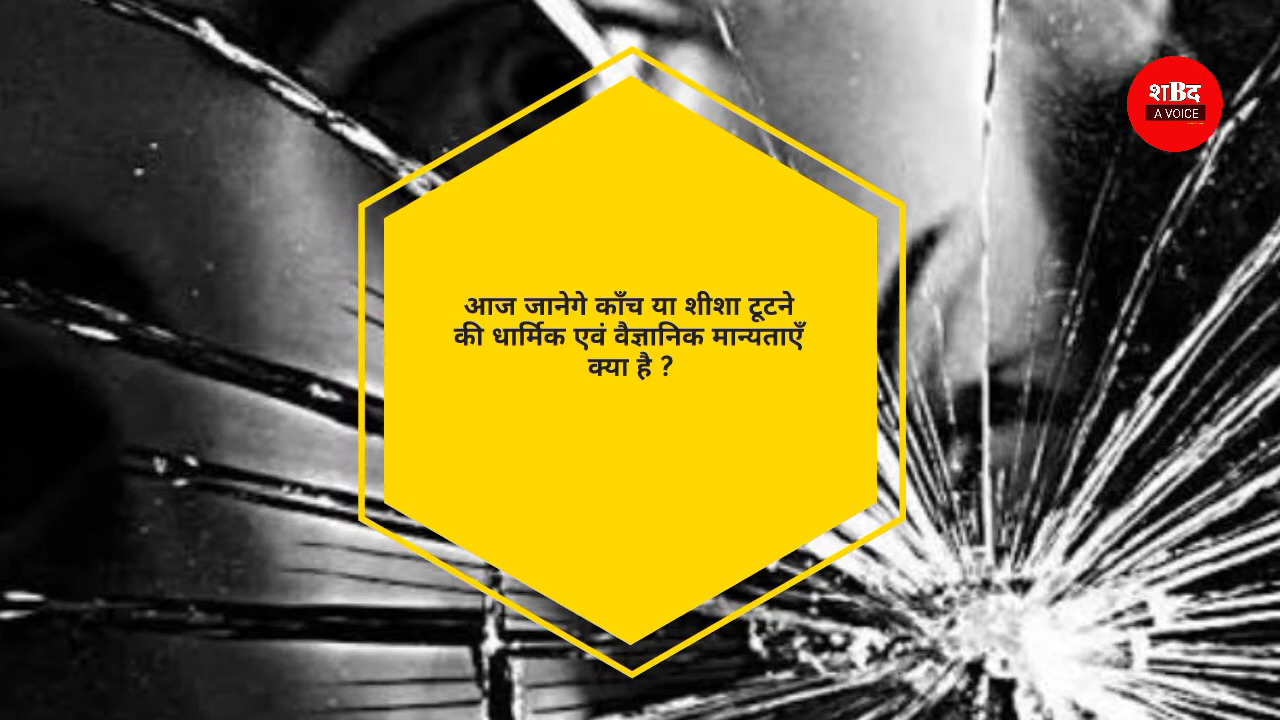 आज जानेगे काँच या शीशा टूटने
की धार्मिक एवं वैज्ञानिक मान्यताएँ
क्या है ?
शBद
A VOICE